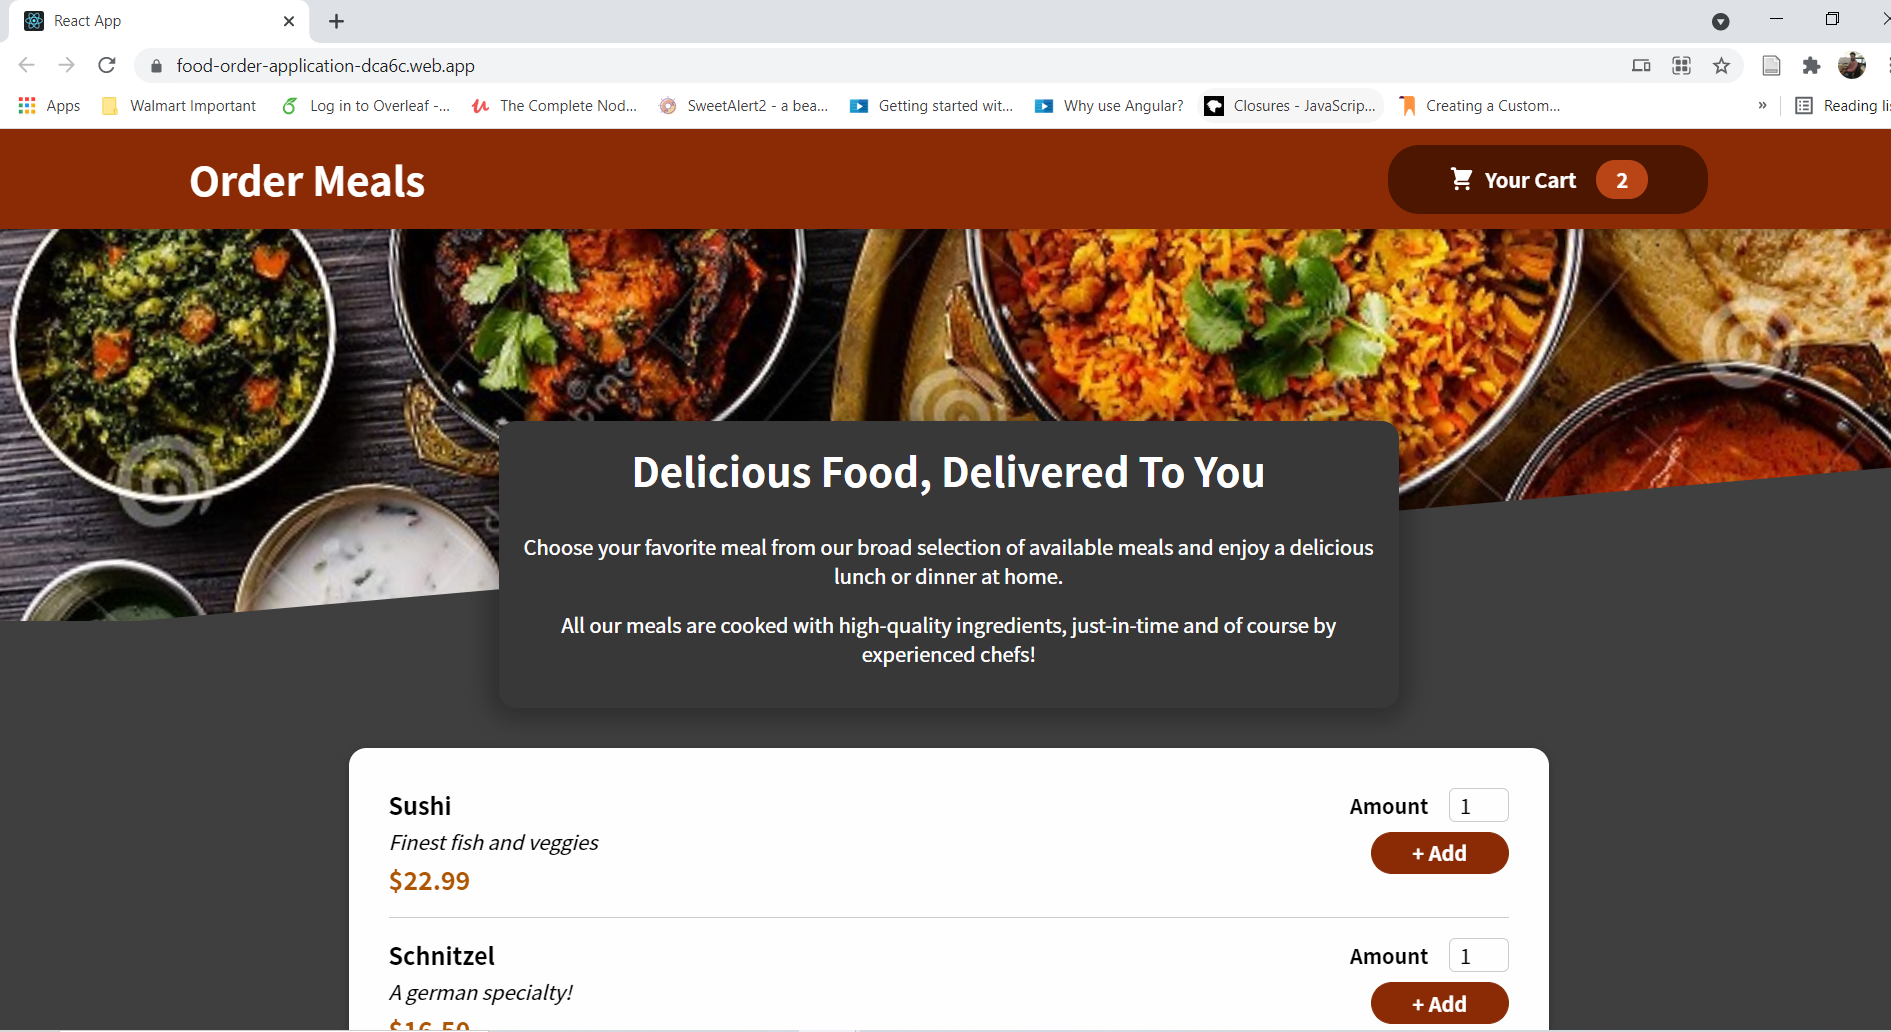 React App
food-order-application-dca6c.web.app
Apps
Walmart Important
Log in to Overleaf -...
The Complete Nod...
SweetAlert2 - a bea...
Getting started wit...
Why use Angular?
Closures - JavaScrip...
Creating a Custom...
»
Reading li
Order Meals
Your Cart 2
Delicious Food, Delivered To You
Choose your favorite meal from our broad selection of available meals and enjoy a delicious
lunch or dinner at home.
All our meals are cooked with high-quality ingredients, just-in-time and of course by
experienced chefs!
Sushi
Amount 1
Finest fish and veggies
+ Add
$22.99
Schnitzel
Amount 1
A german specialty!
+ Add
$16.50